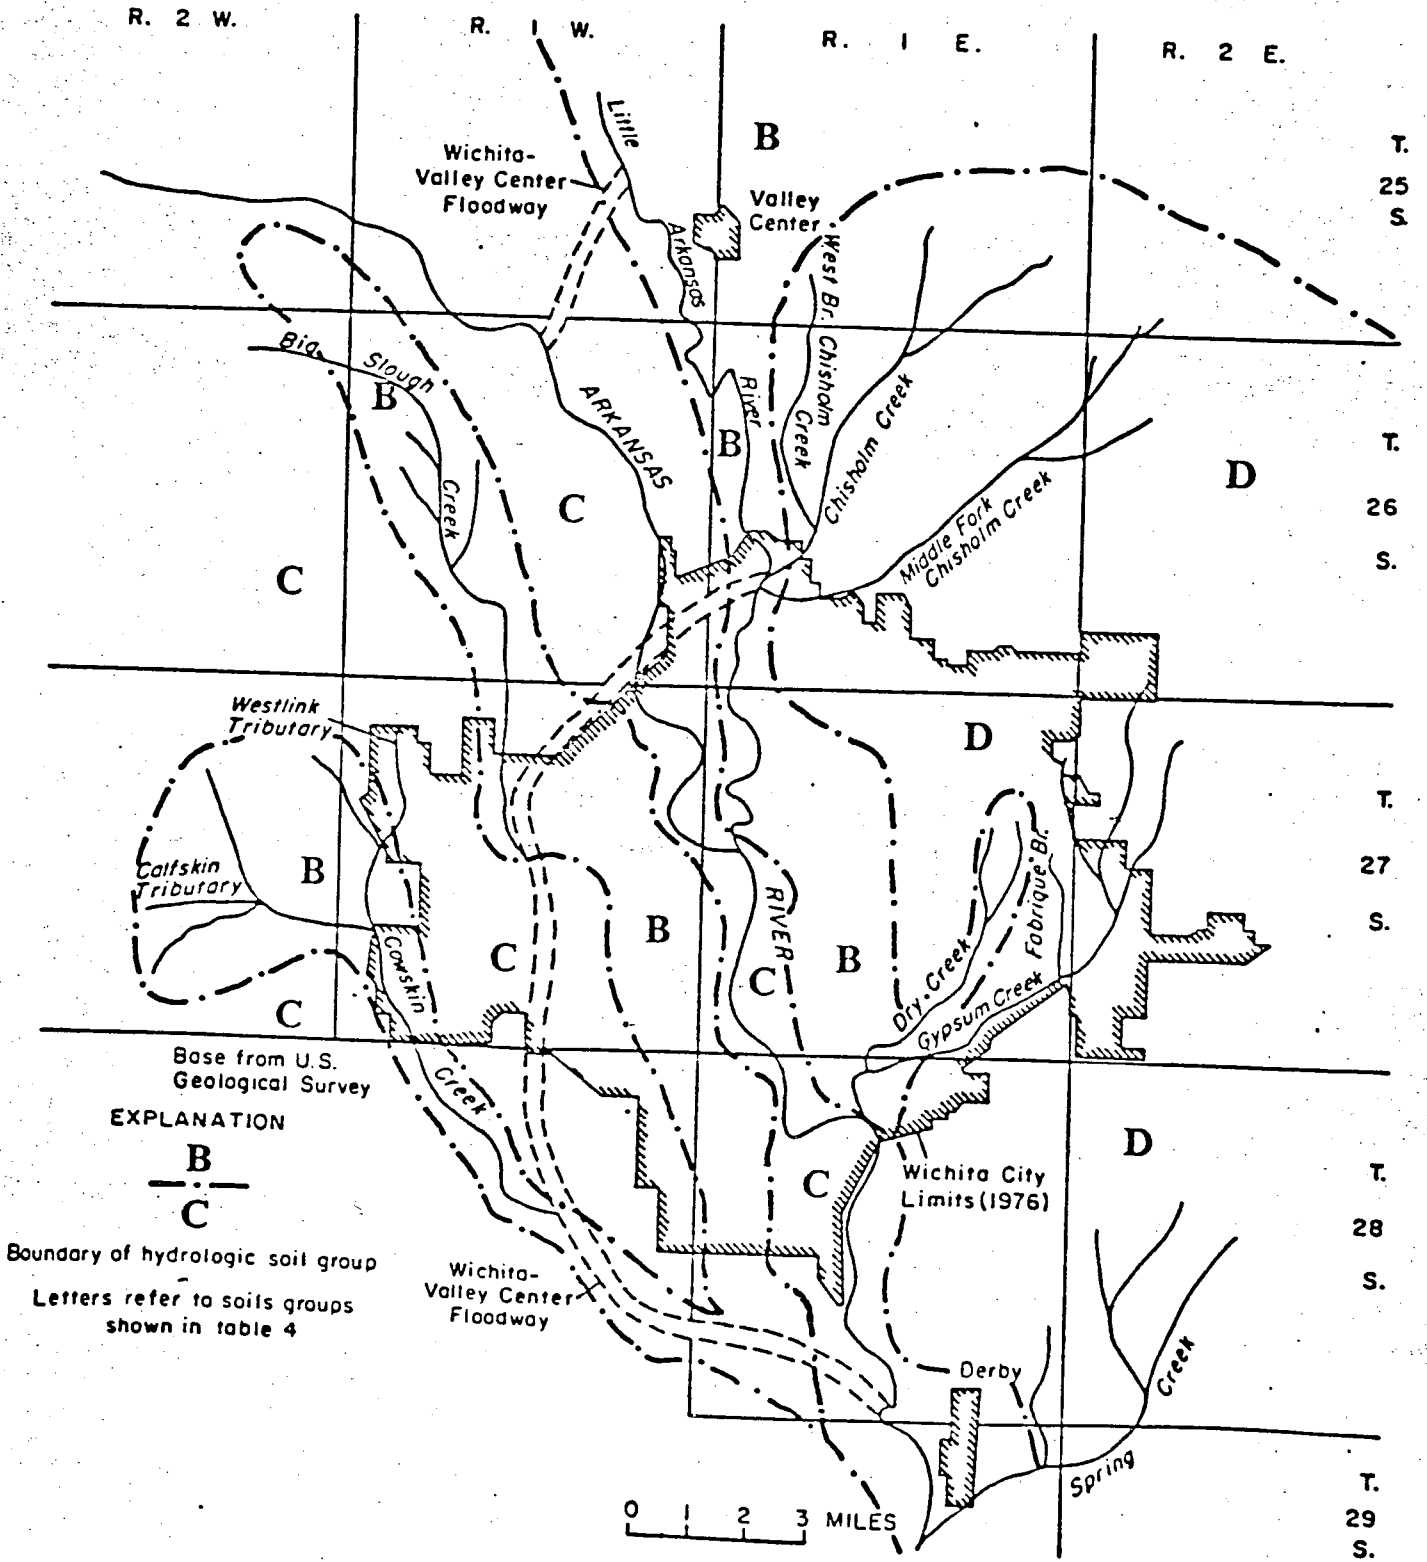 R. 2 W.
R. 1 W.
R. 1 E.
R. 2 E.
T.
25
S.
B
Little
Wichita-
Valley Center
Floodway
Valley
Center
Arkansas
River
West Br. Chisholm
Creek
Chisholm Creek
Middle Fork
Chisholm Creek
Big
Slough
Creek
B
ARKANSAS
B
C
C
D
T.
26
S.
Westlink
Tributary
D
Calfskin
Tributary
B
B
C
C
RIVER
C
B
Cowskin
Creek
Dry Creek
Fabrique Br.
Gypsum Creek
T.
27
S.
Base from U.S.
Geological Survey
EXPLANATION
B
C
Boundary of hydrologic soil group
Letters refer to soils groups
shown in table 4
Wichita-
Valley Center
Floodway
C
Wichita City
Limits (1976)
D
T.
28
S.
Derby
Spring
Creek
0 1 2 3 MILES
T.
29
S.